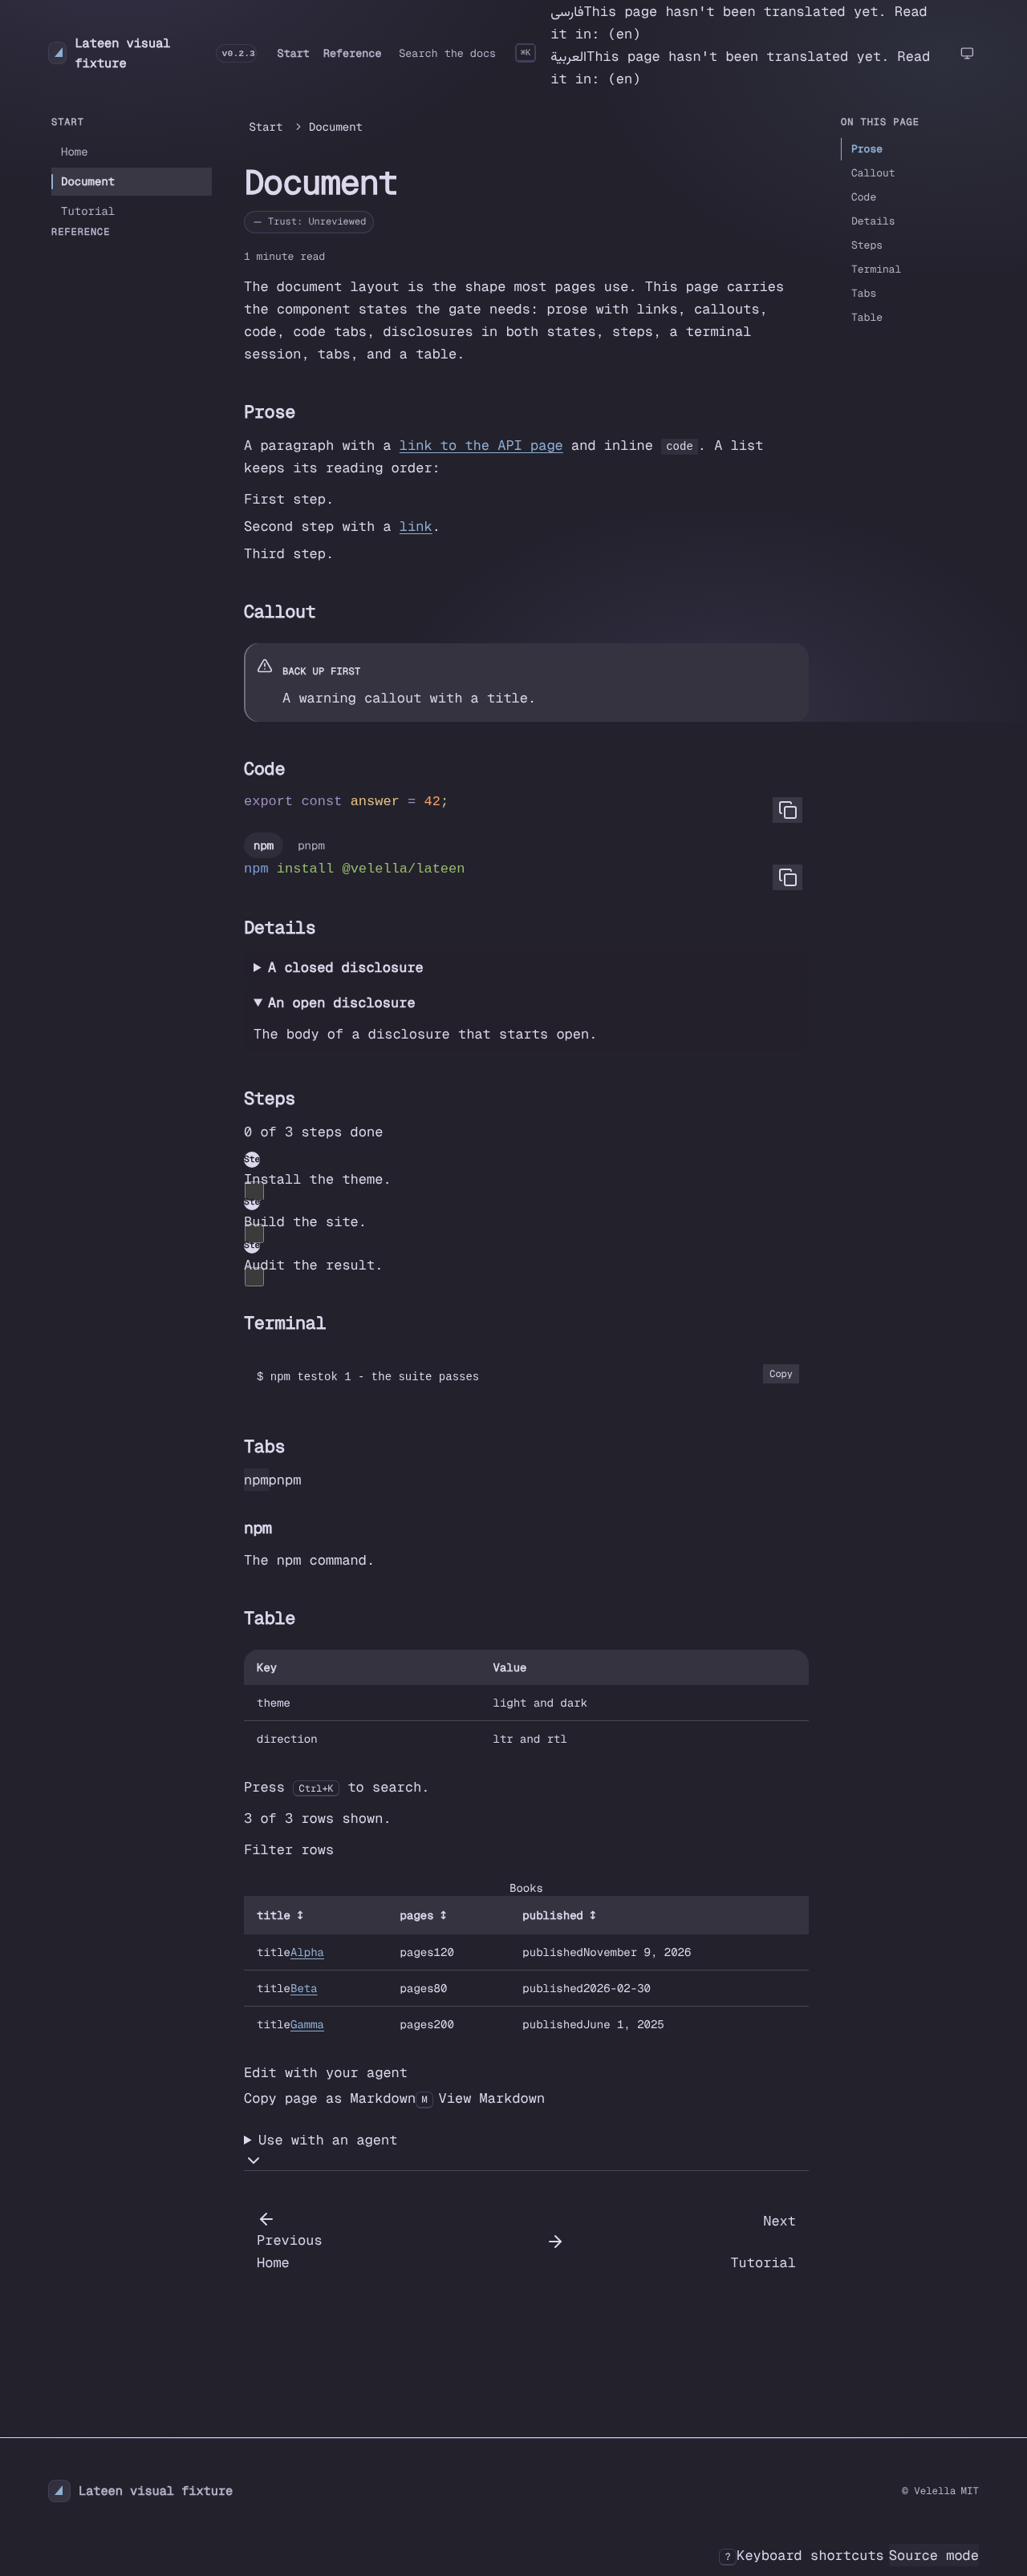 Lateen visual
fixture
v0.2.3
Start
Reference
Search the docs
⌘K
فارسیThis page hasn't been translated yet. Read
it in: (en)
العربيةThis page hasn't been translated yet. Read
it in: (en)
START
Home
Document
Tutorial
REFERENCE
Start > Document
Document
— Trust: Unreviewed
1 minute read
The document layout is the shape most pages use. This page carries
the component states the gate needs: prose with links, callouts,
code, code tabs, disclosures in both states, steps, a terminal
session, tabs, and a table.
Prose
A paragraph with a link to the API page and inline code. A list
keeps its reading order:
First step.
Second step with a link.
Third step.
Callout
BACK UP FIRST
A warning callout with a title.
Code
export const answer = 42;
npm pnpm
npm install @velella/lateen
Details
A closed disclosure
An open disclosure
The body of a disclosure that starts open.
Steps
0 of 3 steps done
Ste
Install the theme.
Ste
Build the site.
Ste
Audit the result.
Terminal
$ npm testok 1 - the suite passes
Copy
Tabs
npmpnpm
npm
The npm command.
Table
Key Value
theme light and dark
direction ltr and rtl
Press Ctrl+K to search.
3 of 3 rows shown.
Filter rows
Books
title ↕ pages ↕ published ↕
titleAlpha pages120 publishedNovember 9, 2026
titleBeta pages80 published2026-02-30
titleGamma pages200 publishedJune 1, 2025
Edit with your agent
Copy page as Markdown M View Markdown
Use with an agent
Previous
Home
Next
Tutorial
ON THIS PAGE
Prose
Callout
Code
Details
Steps
Terminal
Tabs
Table
Lateen visual fixture
© Velella MIT
? Keyboard shortcuts Source mode